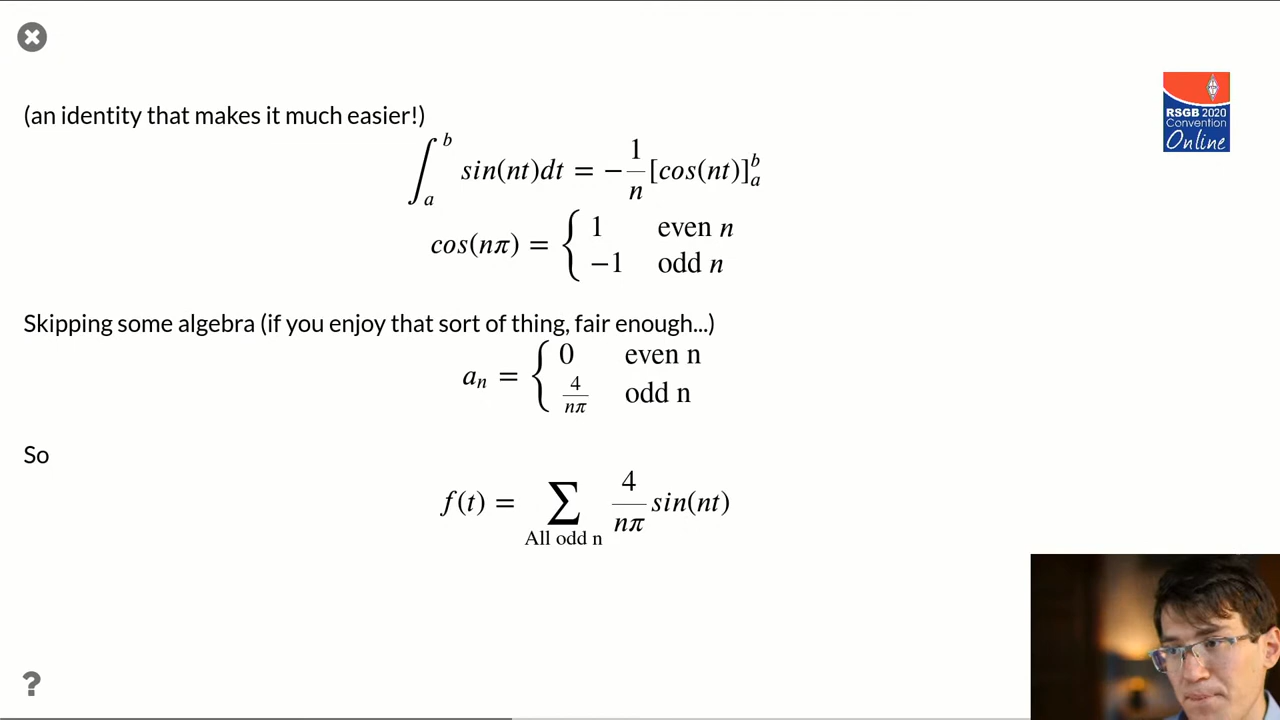 (an identity that makes it much easier!)
RSGB 2020
Convention
Online
∫_a^b sin(nt)dt = −1/n [cos(nt)]_a^b
cos(nπ) = { 1 even n
−1 odd n
Skipping some algebra (if you enjoy that sort of thing, fair enough...)
a_n = { 0 even n
4/nπ odd n
So
f(t) = ∑ 4/nπ sin(nt)
All odd n
?